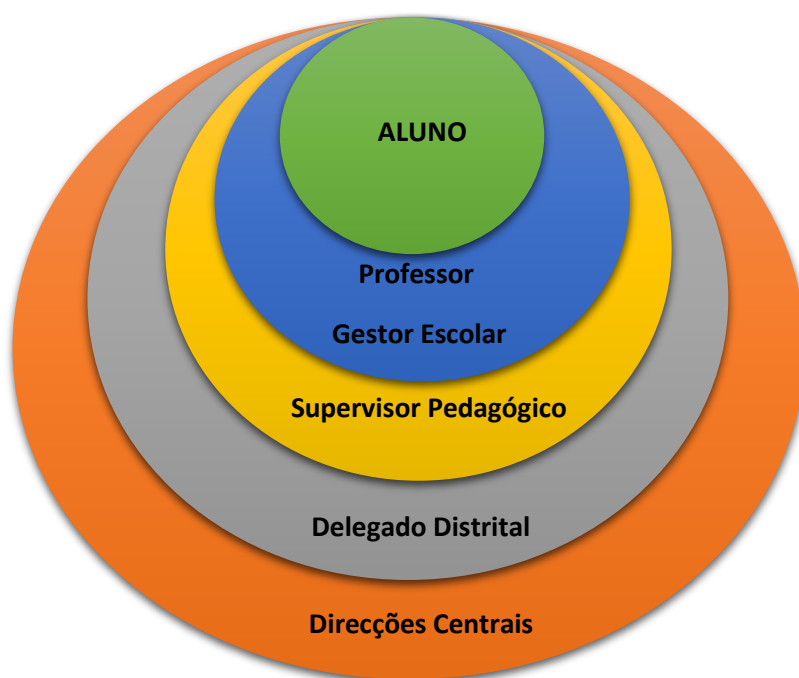 ALUNO
Professor
Gestor Escolar
Supervisor Pedagógico
Delegado Distrital
Direcções Centrais